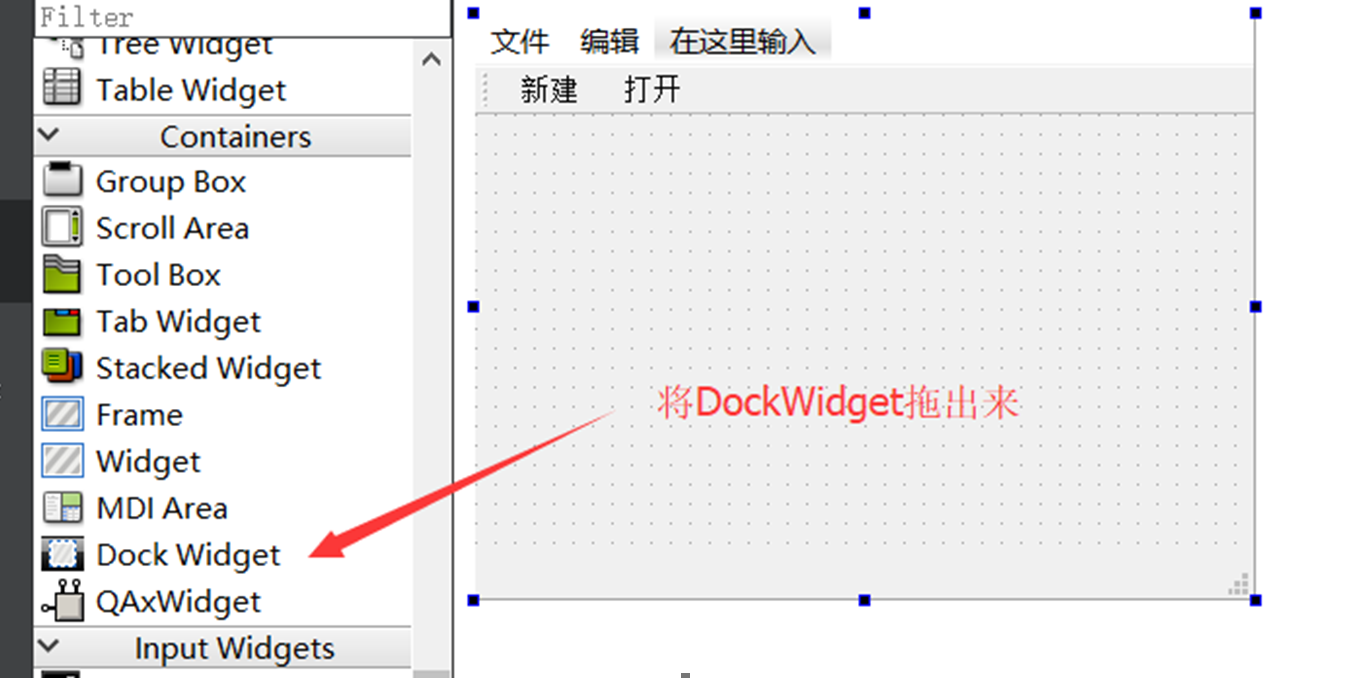 Filter
Tree Widget
Table Widget
Containers
Group Box
Scroll Area
Tool Box
Tab Widget
Stacked Widget
Frame
Widget
MDI Area
Dock Widget
QAxWidget
Input Widgets
文件 编辑 在这里输入
新建 打开
将DockWidget拖出来